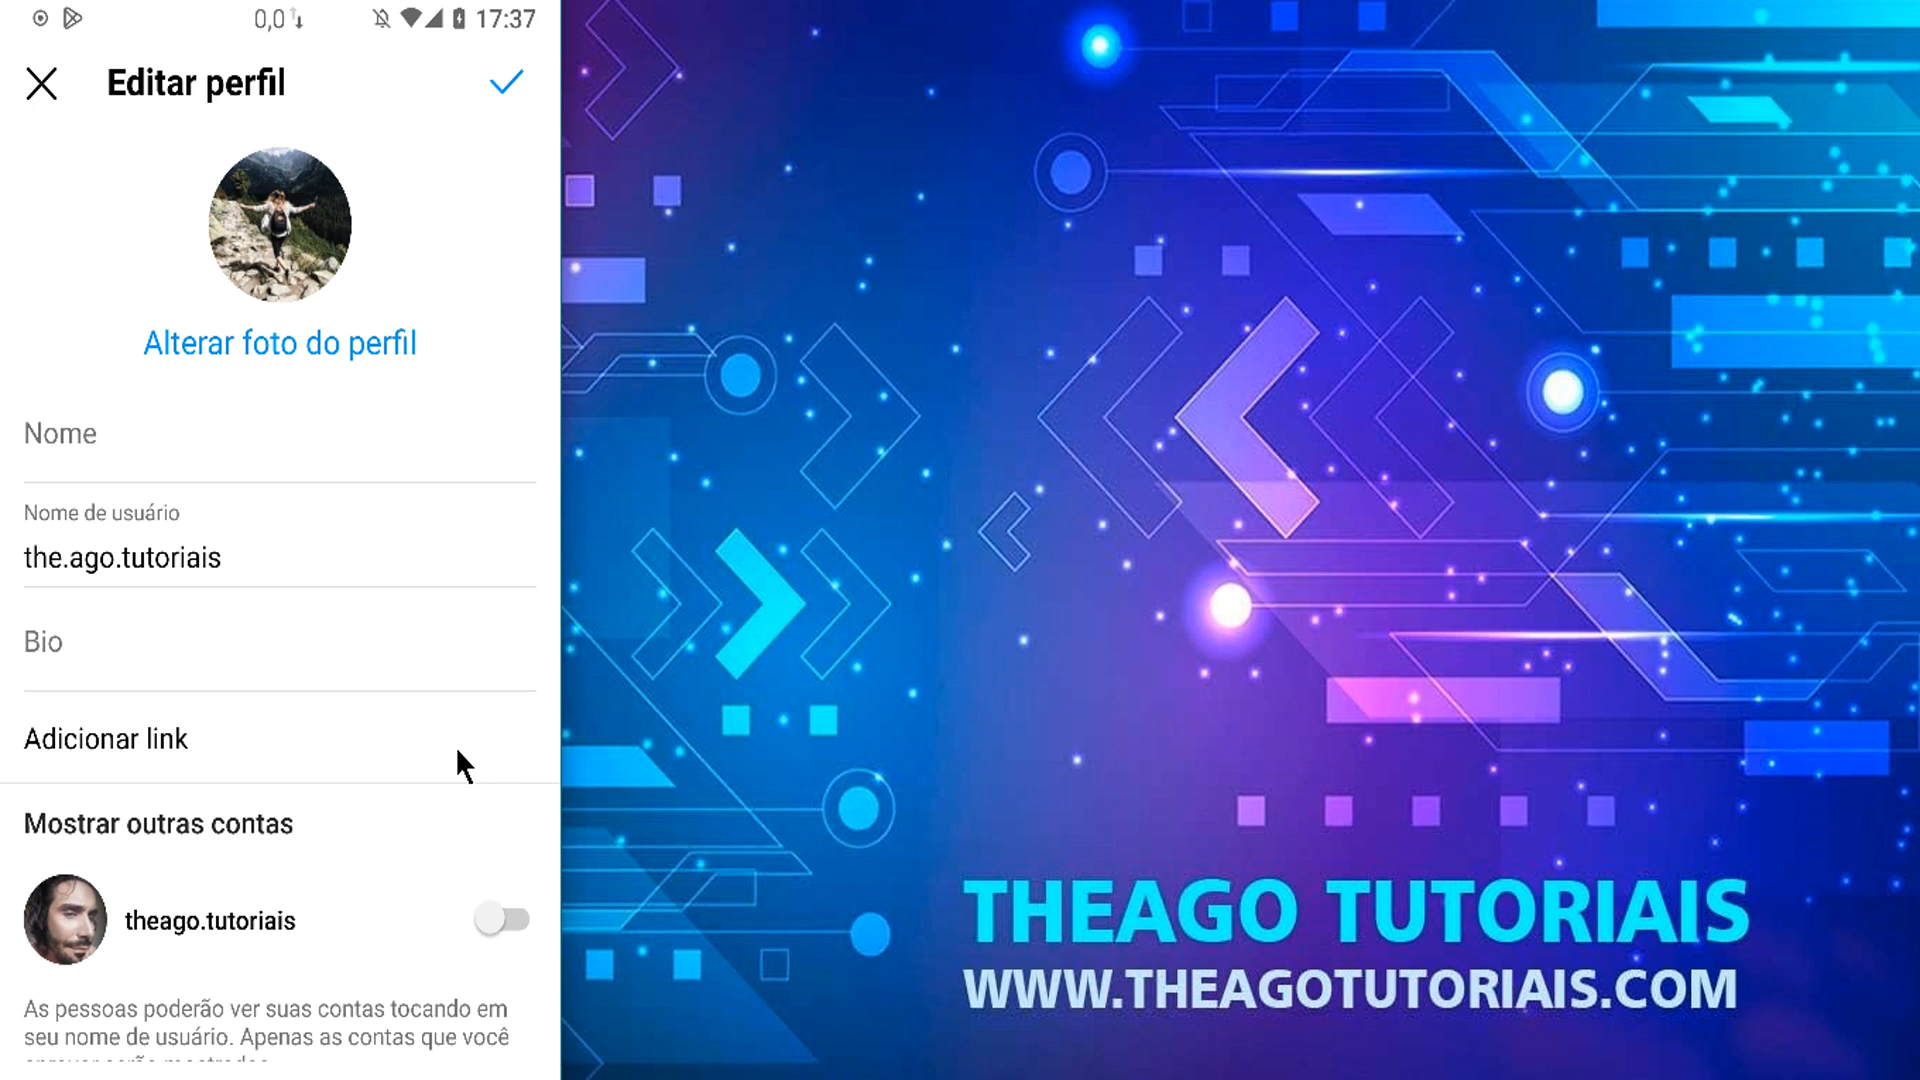 0,0
17:37
Editar perfil
Alterar foto do perfil
Nome
Nome de usuário
the.ago.tutoriais
Bio
Adicionar link
Mostrar outras contas
theago.tutoriais
As pessoas poderão ver suas contas tocando em
seu nome de usuário. Apenas as contas que você
THEAGO TUTORIAIS
WWW.THEAGOTUTORIAIS.COM